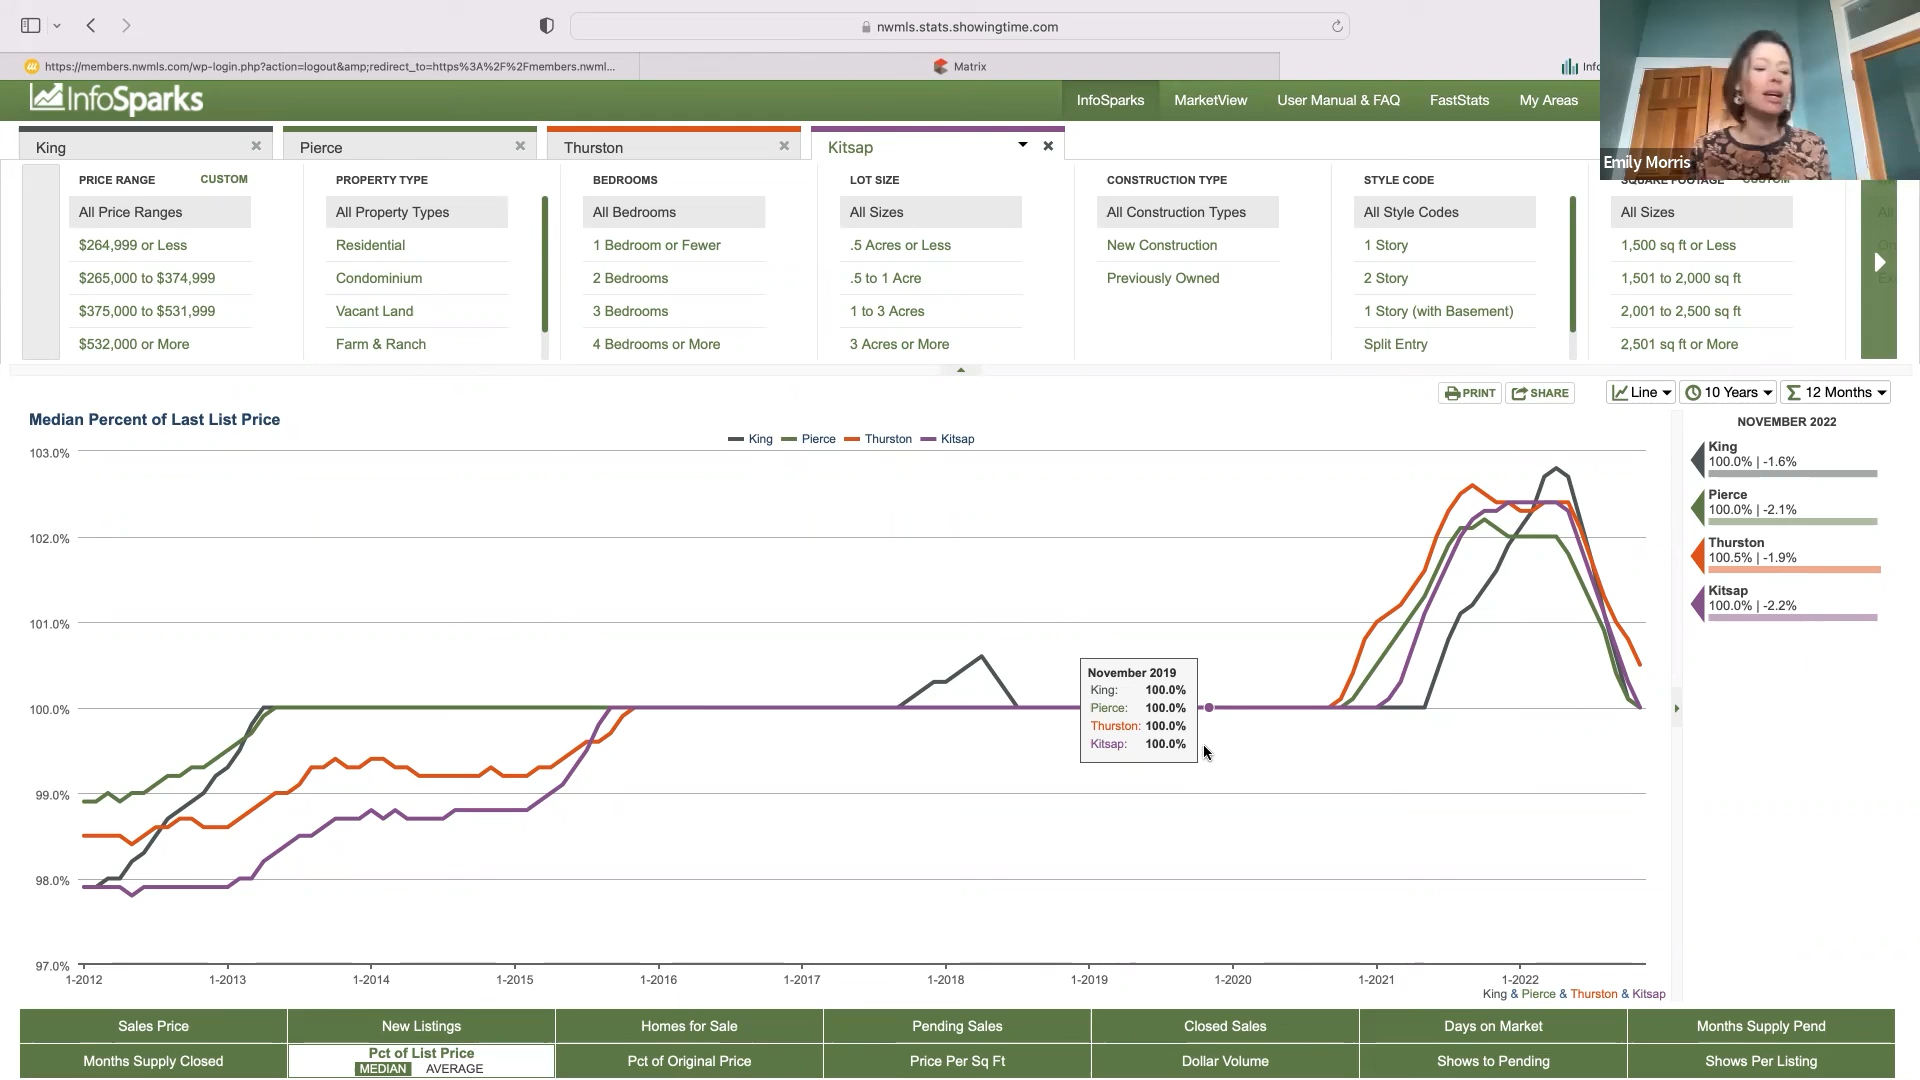 nwmls.stats.showingtime.com
https://members.nwmls.com/wp-login.php?action=logout&amp;redirect_to=https%3A%2F%2Fmembers.nwml...
Matrix
InfoSparks
InfoSparks
MarketView
User Manual & FAQ
FastStats
My Areas
Emily Morris
King
Pierce
Thurston
Kitsap
PRICE RANGE
CUSTOM
All Price Ranges
$264,999 or Less
$265,000 to $374,999
$375,000 to $531,999
$532,000 or More
PROPERTY TYPE
All Property Types
Residential
Condominium
Vacant Land
Farm & Ranch
BEDROOMS
All Bedrooms
1 Bedroom or Fewer
2 Bedrooms
3 Bedrooms
4 Bedrooms or More
LOT SIZE
All Sizes
.5 Acres or Less
.5 to 1 Acre
1 to 3 Acres
3 Acres or More
CONSTRUCTION TYPE
All Construction Types
New Construction
Previously Owned
STYLE CODE
All Style Codes
1 Story
2 Story
1 Story (with Basement)
Split Entry
SQUARE FOOTAGE
CUSTOM
All Sizes
1,500 sq ft or Less
1,501 to 2,000 sq ft
2,001 to 2,500 sq ft
2,501 sq ft or More
PRINT
SHARE
Line
10 Years
12 Months
Median Percent of Last List Price
King
Pierce
Thurston
Kitsap
103.0%
102.0%
101.0%
100.0%
99.0%
98.0%
97.0%
November 2019
King: 100.0%
Pierce: 100.0%
Thurston: 100.0%
Kitsap: 100.0%
1-2012
1-2013
1-2014
1-2015
1-2016
1-2017
1-2018
1-2019
1-2020
1-2021
1-2022
King & Pierce & Thurston & Kitsap
NOVEMBER 2022
King
100.0% | -1.6%
Pierce
100.0% | -2.1%
Thurston
100.5% | -1.9%
Kitsap
100.0% | -2.2%
Sales Price
New Listings
Homes for Sale
Pending Sales
Closed Sales
Days on Market
Months Supply Pend
Months Supply Closed
Pct of List Price
MEDIAN
AVERAGE
Pct of Original Price
Price Per Sq Ft
Dollar Volume
Shows to Pending
Shows Per Listing